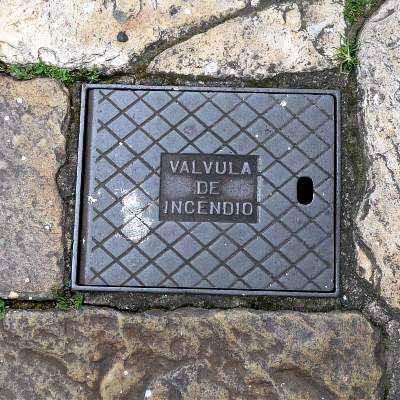 VALVULA
DE
INCENDIO